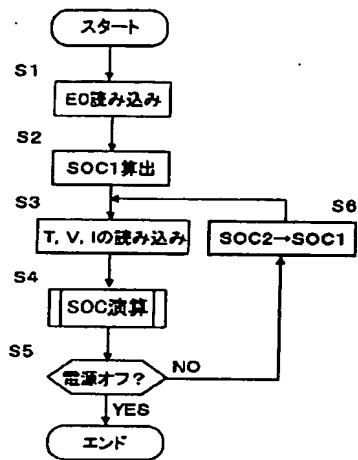 スタート
S1
E0読み込み
S2
SOC1算出
S3
T, V, Iの読み込み
S6
SOC2→SOC1
S4
SOC演算
S5
電源オフ?
NO
YES
エンド